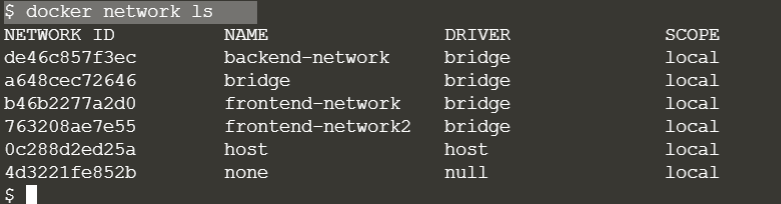 $ docker network ls
NETWORK ID NAME DRIVER SCOPE
de46c857f3ec backend-network bridge local
a648cec72646 bridge bridge local
b46b2277a2d0 frontend-network bridge local
763208ae7e55 frontend-network2 bridge local
0c288d2ed25a host host local
4d3221fe852b none null local
$